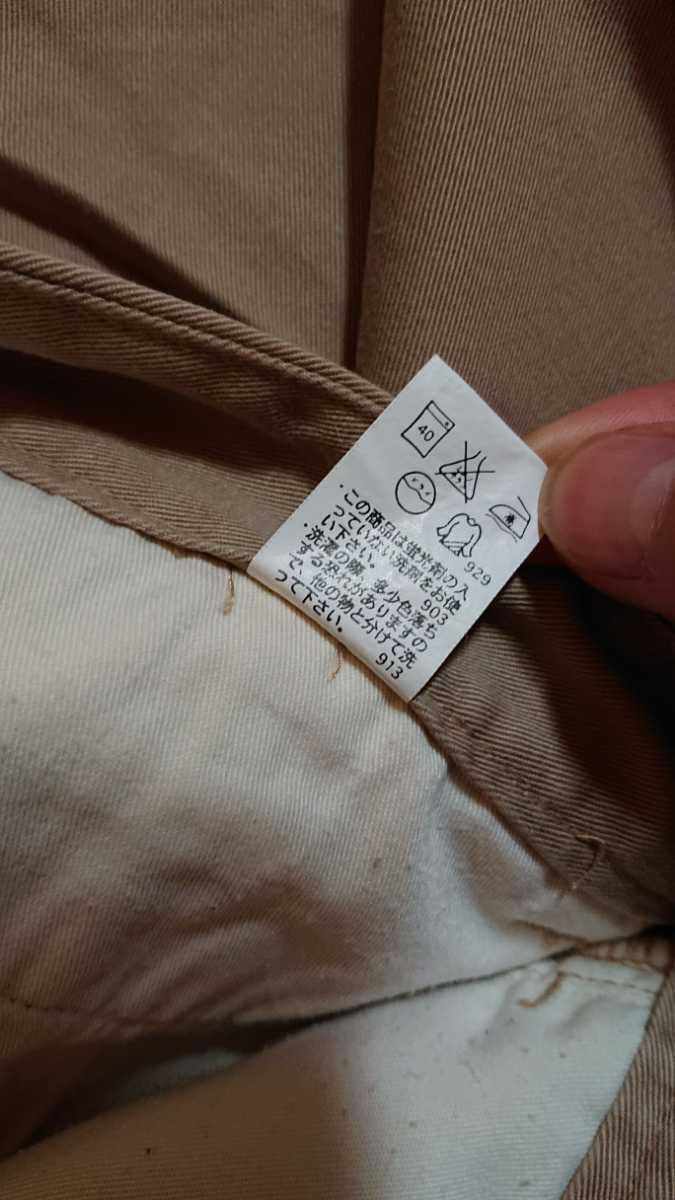 40
929
・この商品は螢光剤の入
っていない洗剤をお使
い下さい。 903
・洗濯の際、多少色落ち
する恐れがありますの
で、他の物と分けて洗
って下さい。 913